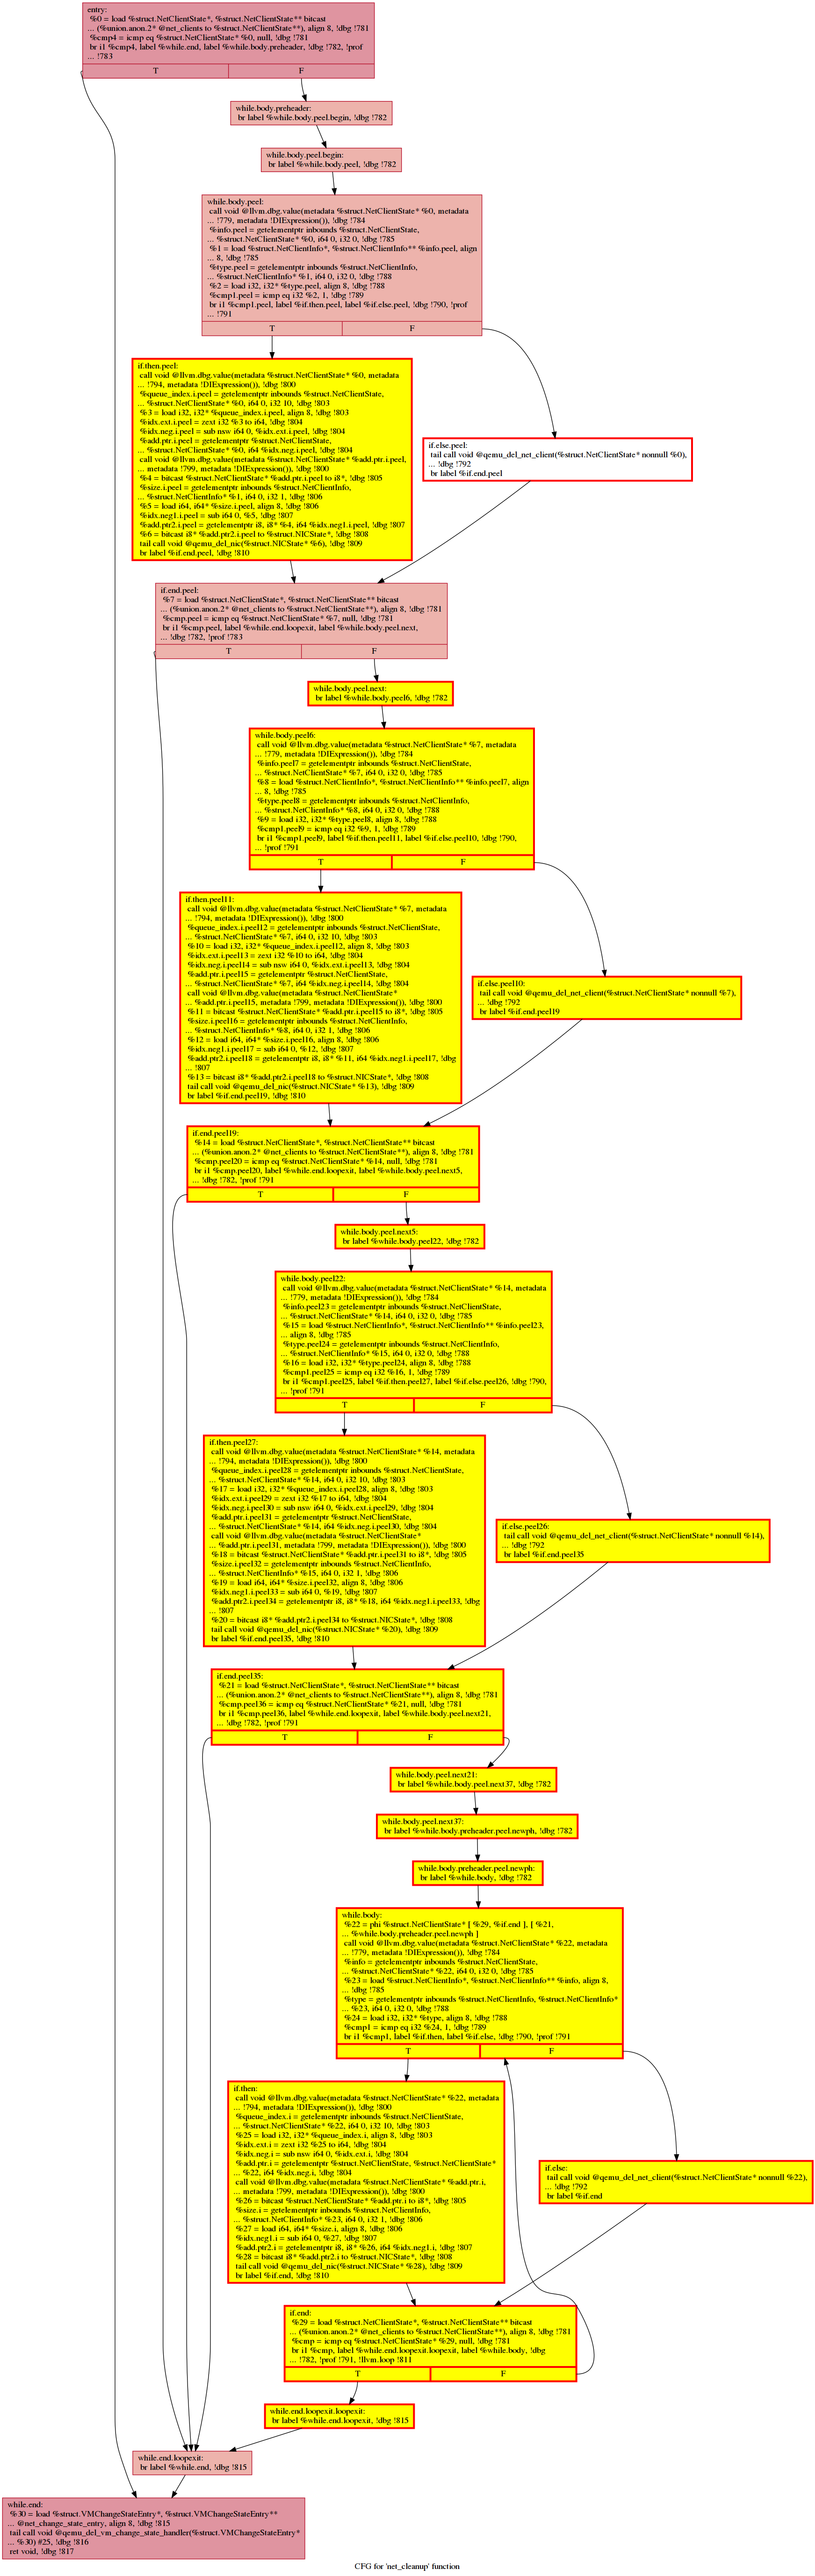 entry:
%0 = load %struct.NetClientState*, %struct.NetClientState** bitcast
... (%union.anon.2* @net_clients to %struct.NetClientState**), align 8, !dbg !781
%cmp4 = icmp eq %struct.NetClientState* %0, null, !dbg !781
br i1 %cmp4, label %while.end, label %while.body.preheader, !dbg !782, !prof
... !783
T F
while.body.preheader:
br label %while.body.peel.begin, !dbg !782
while.body.peel.begin:
br label %while.body.peel, !dbg !782
while.body.peel:
call void @llvm.dbg.value(metadata %struct.NetClientState* %0, metadata
... !779, metadata !DIExpression()), !dbg !784
%info.peel = getelementptr inbounds %struct.NetClientState,
... %struct.NetClientState* %0, i64 0, i32 0, !dbg !785
%1 = load %struct.NetClientInfo*, %struct.NetClientInfo** %info.peel, align
... 8, !dbg !785
%type.peel = getelementptr inbounds %struct.NetClientInfo,
... %struct.NetClientInfo* %1, i64 0, i32 0, !dbg !788
%2 = load i32, i32* %type.peel, align 8, !dbg !788
%cmp1.peel = icmp eq i32 %2, 1, !dbg !789
br i1 %cmp1.peel, label %if.then.peel, label %if.else.peel, !dbg !790, !prof
... !791
T F
if.then.peel:
call void @llvm.dbg.value(metadata %struct.NetClientState* %0, metadata
... !794, metadata !DIExpression()), !dbg !800
%queue_index.i.peel = getelementptr inbounds %struct.NetClientState,
... %struct.NetClientState* %0, i64 0, i32 10, !dbg !803
%3 = load i32, i32* %queue_index.i.peel, align 8, !dbg !803
%idx.ext.i.peel = zext i32 %3 to i64, !dbg !804
%idx.neg.i.peel = sub nsw i64 0, %idx.ext.i.peel, !dbg !804
%add.ptr.i.peel = getelementptr %struct.NetClientState,
... %struct.NetClientState* %0, i64 %idx.neg.i.peel, !dbg !804
call void @llvm.dbg.value(metadata %struct.NetClientState* %add.ptr.i.peel,
... metadata !799, metadata !DIExpression()), !dbg !800
%4 = bitcast %struct.NetClientState* %add.ptr.i.peel to i8*, !dbg !805
%size.i.peel = getelementptr inbounds %struct.NetClientInfo,
... %struct.NetClientInfo* %1, i64 0, i32 1, !dbg !806
%5 = load i64, i64* %size.i.peel, align 8, !dbg !806
%idx.neg1.i.peel = sub i64 0, %5, !dbg !807
%add.ptr2.i.peel = getelementptr i8, i8* %4, i64 %idx.neg1.i.peel, !dbg !807
%6 = bitcast i8* %add.ptr2.i.peel to %struct.NICState*, !dbg !808
tail call void @qemu_del_nic(%struct.NICState* %6), !dbg !809
br label %if.end.peel, !dbg !810
if.else.peel:
tail call void @qemu_del_net_client(%struct.NetClientState* nonnull %0),
... !dbg !792
br label %if.end.peel
if.end.peel:
%7 = load %struct.NetClientState*, %struct.NetClientState** bitcast
... (%union.anon.2* @net_clients to %struct.NetClientState**), align 8, !dbg !781
%cmp.peel = icmp eq %struct.NetClientState* %7, null, !dbg !781
br i1 %cmp.peel, label %while.end.loopexit, label %while.body.peel.next,
... !dbg !782, !prof !783
T F
while.body.peel.next:
br label %while.body.peel6, !dbg !782
while.body.peel6:
call void @llvm.dbg.value(metadata %struct.NetClientState* %7, metadata
... !779, metadata !DIExpression()), !dbg !784
%info.peel7 = getelementptr inbounds %struct.NetClientState,
... %struct.NetClientState* %7, i64 0, i32 0, !dbg !785
%8 = load %struct.NetClientInfo*, %struct.NetClientInfo** %info.peel7, align
... 8, !dbg !785
%type.peel8 = getelementptr inbounds %struct.NetClientInfo,
... %struct.NetClientInfo* %8, i64 0, i32 0, !dbg !788
%9 = load i32, i32* %type.peel8, align 8, !dbg !788
%cmp1.peel9 = icmp eq i32 %9, 1, !dbg !789
br i1 %cmp1.peel9, label %if.then.peel11, label %if.else.peel10, !dbg !790,
... !prof !791
T F
if.then.peel11:
call void @llvm.dbg.value(metadata %struct.NetClientState* %7, metadata
... !794, metadata !DIExpression()), !dbg !800
%queue_index.i.peel12 = getelementptr inbounds %struct.NetClientState,
... %struct.NetClientState* %7, i64 0, i32 10, !dbg !803
%10 = load i32, i32* %queue_index.i.peel12, align 8, !dbg !803
%idx.ext.i.peel13 = zext i32 %10 to i64, !dbg !804
%idx.neg.i.peel14 = sub nsw i64 0, %idx.ext.i.peel13, !dbg !804
%add.ptr.i.peel15 = getelementptr %struct.NetClientState,
... %struct.NetClientState* %7, i64 %idx.neg.i.peel14, !dbg !804
call void @llvm.dbg.value(metadata %struct.NetClientState*
... %add.ptr.i.peel15, metadata !799, metadata !DIExpression()), !dbg !800
%11 = bitcast %struct.NetClientState* %add.ptr.i.peel15 to i8*, !dbg !805
%size.i.peel16 = getelementptr inbounds %struct.NetClientInfo,
... %struct.NetClientInfo* %8, i64 0, i32 1, !dbg !806
%12 = load i64, i64* %size.i.peel16, align 8, !dbg !806
%idx.neg1.i.peel17 = sub i64 0, %12, !dbg !807
%add.ptr2.i.peel18 = getelementptr i8, i8* %11, i64 %idx.neg1.i.peel17, !dbg
... !807
%13 = bitcast i8* %add.ptr2.i.peel18 to %struct.NICState*, !dbg !808
tail call void @qemu_del_nic(%struct.NICState* %13), !dbg !809
br label %if.end.peel19, !dbg !810
if.else.peel10:
tail call void @qemu_del_net_client(%struct.NetClientState* nonnull %7),
... !dbg !792
br label %if.end.peel19
if.end.peel19:
%14 = load %struct.NetClientState*, %struct.NetClientState** bitcast
... (%union.anon.2* @net_clients to %struct.NetClientState**), align 8, !dbg !781
%cmp.peel20 = icmp eq %struct.NetClientState* %14, null, !dbg !781
br i1 %cmp.peel20, label %while.end.loopexit, label %while.body.peel.next5,
... !dbg !782, !prof !791
T F
while.body.peel.next5:
br label %while.body.peel22, !dbg !782
while.body.peel22:
call void @llvm.dbg.value(metadata %struct.NetClientState* %14, metadata
... !779, metadata !DIExpression()), !dbg !784
%info.peel23 = getelementptr inbounds %struct.NetClientState,
... %struct.NetClientState* %14, i64 0, i32 0, !dbg !785
%15 = load %struct.NetClientInfo*, %struct.NetClientInfo** %info.peel23,
... align 8, !dbg !785
%type.peel24 = getelementptr inbounds %struct.NetClientInfo,
... %struct.NetClientInfo* %15, i64 0, i32 0, !dbg !788
%16 = load i32, i32* %type.peel24, align 8, !dbg !788
%cmp1.peel25 = icmp eq i32 %16, 1, !dbg !789
br i1 %cmp1.peel25, label %if.then.peel27, label %if.else.peel26, !dbg !790,
... !prof !791
T F
if.then.peel27:
call void @llvm.dbg.value(metadata %struct.NetClientState* %14, metadata
... !794, metadata !DIExpression()), !dbg !800
%queue_index.i.peel28 = getelementptr inbounds %struct.NetClientState,
... %struct.NetClientState* %14, i64 0, i32 10, !dbg !803
%17 = load i32, i32* %queue_index.i.peel28, align 8, !dbg !803
%idx.ext.i.peel29 = zext i32 %17 to i64, !dbg !804
%idx.neg.i.peel30 = sub nsw i64 0, %idx.ext.i.peel29, !dbg !804
%add.ptr.i.peel31 = getelementptr %struct.NetClientState,
... %struct.NetClientState* %14, i64 %idx.neg.i.peel30, !dbg !804
call void @llvm.dbg.value(metadata %struct.NetClientState*
... %add.ptr.i.peel31, metadata !799, metadata !DIExpression()), !dbg !800
%18 = bitcast %struct.NetClientState* %add.ptr.i.peel31 to i8*, !dbg !805
%size.i.peel32 = getelementptr inbounds %struct.NetClientInfo,
... %struct.NetClientInfo* %15, i64 0, i32 1, !dbg !806
%19 = load i64, i64* %size.i.peel32, align 8, !dbg !806
%idx.neg1.i.peel33 = sub i64 0, %19, !dbg !807
%add.ptr2.i.peel34 = getelementptr i8, i8* %18, i64 %idx.neg1.i.peel33, !dbg
... !807
%20 = bitcast i8* %add.ptr2.i.peel34 to %struct.NICState*, !dbg !808
tail call void @qemu_del_nic(%struct.NICState* %20), !dbg !809
br label %if.end.peel35, !dbg !810
if.else.peel26:
tail call void @qemu_del_net_client(%struct.NetClientState* nonnull %14),
... !dbg !792
br label %if.end.peel35
if.end.peel35:
%21 = load %struct.NetClientState*, %struct.NetClientState** bitcast
... (%union.anon.2* @net_clients to %struct.NetClientState**), align 8, !dbg !781
%cmp.peel36 = icmp eq %struct.NetClientState* %21, null, !dbg !781
br i1 %cmp.peel36, label %while.end.loopexit, label %while.body.peel.next21,
... !dbg !782, !prof !791
T F
while.body.peel.next21:
br label %while.body.peel.next37, !dbg !782
while.body.peel.next37:
br label %while.body.preheader.peel.newph, !dbg !782
while.body.preheader.peel.newph:
br label %while.body, !dbg !782
while.body:
%22 = phi %struct.NetClientState* [ %29, %if.end ], [ %21,
... %while.body.preheader.peel.newph ]
call void @llvm.dbg.value(metadata %struct.NetClientState* %22, metadata
... !779, metadata !DIExpression()), !dbg !784
%info = getelementptr inbounds %struct.NetClientState,
... %struct.NetClientState* %22, i64 0, i32 0, !dbg !785
%23 = load %struct.NetClientInfo*, %struct.NetClientInfo** %info, align 8,
... !dbg !785
%type = getelementptr inbounds %struct.NetClientInfo, %struct.NetClientInfo*
... %23, i64 0, i32 0, !dbg !788
%24 = load i32, i32* %type, align 8, !dbg !788
%cmp1 = icmp eq i32 %24, 1, !dbg !789
br i1 %cmp1, label %if.then, label %if.else, !dbg !790, !prof !791
T F
if.then:
call void @llvm.dbg.value(metadata %struct.NetClientState* %22, metadata
... !794, metadata !DIExpression()), !dbg !800
%queue_index.i = getelementptr inbounds %struct.NetClientState,
... %struct.NetClientState* %22, i64 0, i32 10, !dbg !803
%25 = load i32, i32* %queue_index.i, align 8, !dbg !803
%idx.ext.i = zext i32 %25 to i64, !dbg !804
%idx.neg.i = sub nsw i64 0, %idx.ext.i, !dbg !804
%add.ptr.i = getelementptr %struct.NetClientState, %struct.NetClientState*
... %22, i64 %idx.neg.i, !dbg !804
call void @llvm.dbg.value(metadata %struct.NetClientState* %add.ptr.i,
... metadata !799, metadata !DIExpression()), !dbg !800
%26 = bitcast %struct.NetClientState* %add.ptr.i to i8*, !dbg !805
%size.i = getelementptr inbounds %struct.NetClientInfo,
... %struct.NetClientInfo* %23, i64 0, i32 1, !dbg !806
%27 = load i64, i64* %size.i, align 8, !dbg !806
%idx.neg1.i = sub i64 0, %27, !dbg !807
%add.ptr2.i = getelementptr i8, i8* %26, i64 %idx.neg1.i, !dbg !807
%28 = bitcast i8* %add.ptr2.i to %struct.NICState*, !dbg !808
tail call void @qemu_del_nic(%struct.NICState* %28), !dbg !809
br label %if.end, !dbg !810
if.else:
tail call void @qemu_del_net_client(%struct.NetClientState* nonnull %22),
... !dbg !792
br label %if.end
if.end:
%29 = load %struct.NetClientState*, %struct.NetClientState** bitcast
... (%union.anon.2* @net_clients to %struct.NetClientState**), align 8, !dbg !781
%cmp = icmp eq %struct.NetClientState* %29, null, !dbg !781
br i1 %cmp, label %while.end.loopexit.loopexit, label %while.body, !dbg
... !782, !prof !791, !llvm.loop !811
T F
while.end.loopexit.loopexit:
br label %while.end.loopexit, !dbg !815
while.end.loopexit:
br label %while.end, !dbg !815
while.end:
%30 = load %struct.VMChangeStateEntry*, %struct.VMChangeStateEntry**
... @net_change_state_entry, align 8, !dbg !815
tail call void @qemu_del_vm_change_state_handler(%struct.VMChangeStateEntry*
... %30) #25, !dbg !816
ret void, !dbg !817
CFG for 'net_cleanup' function